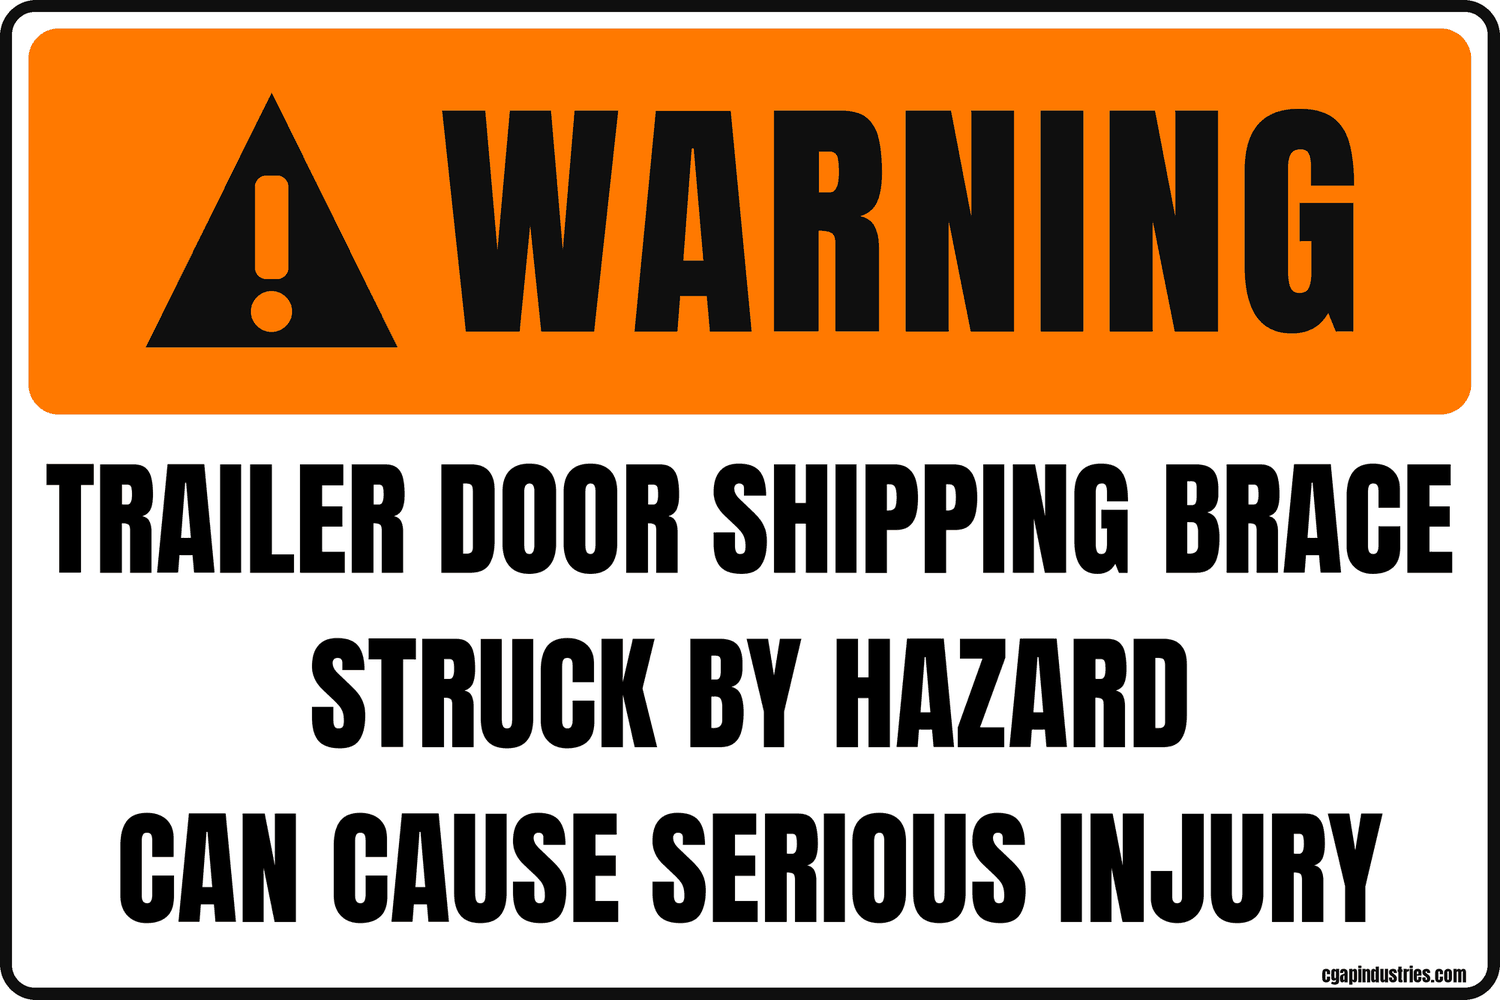 WARNING
TRAILER DOOR SHIPPING BRACE
STRUCK BY HAZARD
CAN CAUSE SERIOUS INJURY
cgapindustries.com